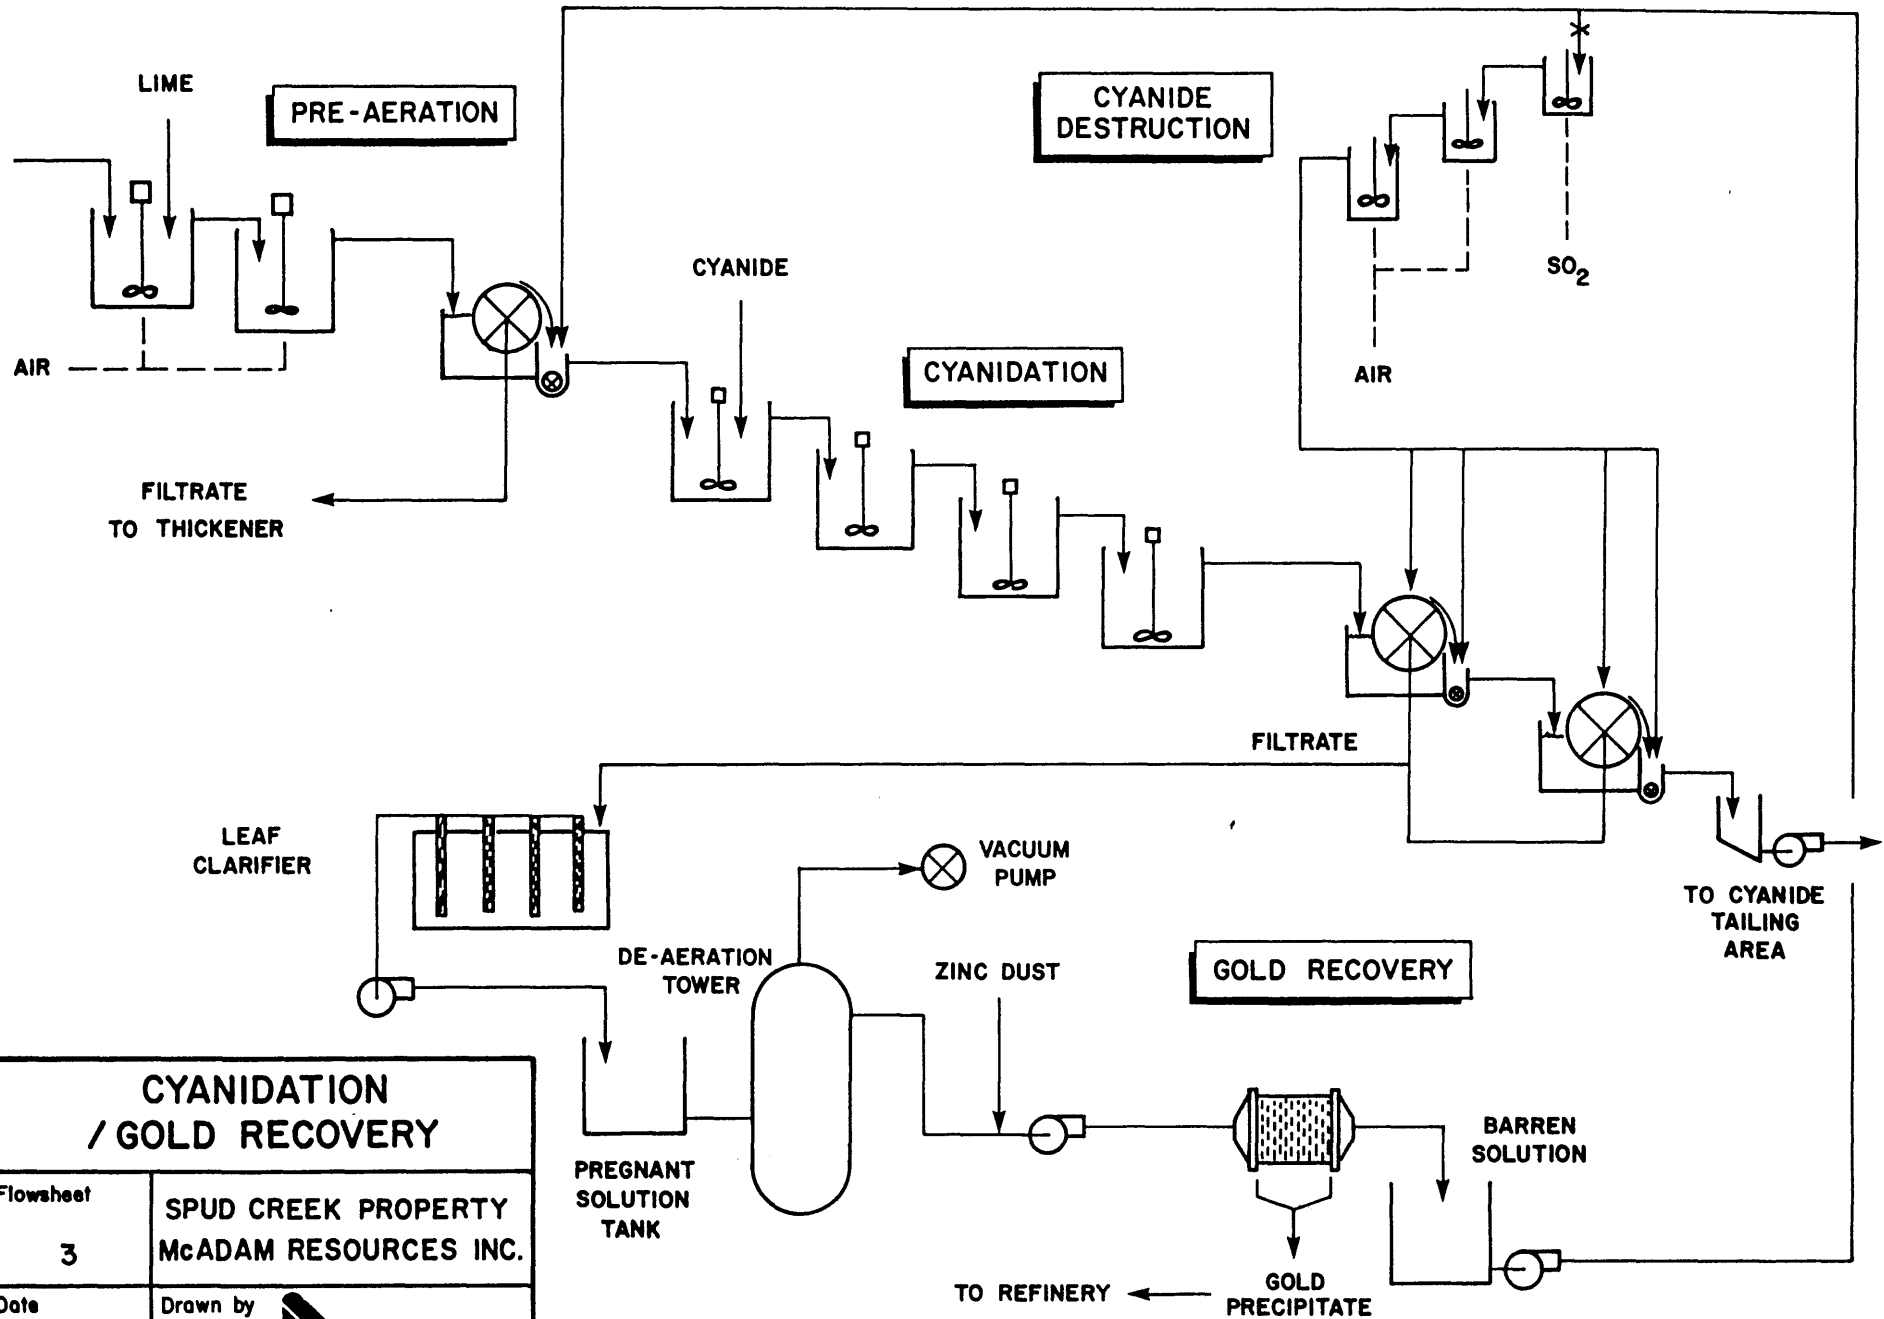 LIME
PRE-AERATION
CYANIDE
DESTRUCTION
SO2
AIR
AIR
CYANIDE
CYANIDATION
FILTRATE
TO THICKENER
FILTRATE
LEAF
CLARIFIER
VACUUM
PUMP
TO CYANIDE
TAILING
AREA
DE-AERATION
TOWER
ZINC DUST
GOLD RECOVERY
PREGNANT
SOLUTION
TANK
BARREN
SOLUTION
GOLD
PRECIPITATE
TO REFINERY
CYANIDATION
/ GOLD RECOVERY
Flowsheet
3
SPUD CREEK PROPERTY
McADAM RESOURCES INC.
Date
Drawn by